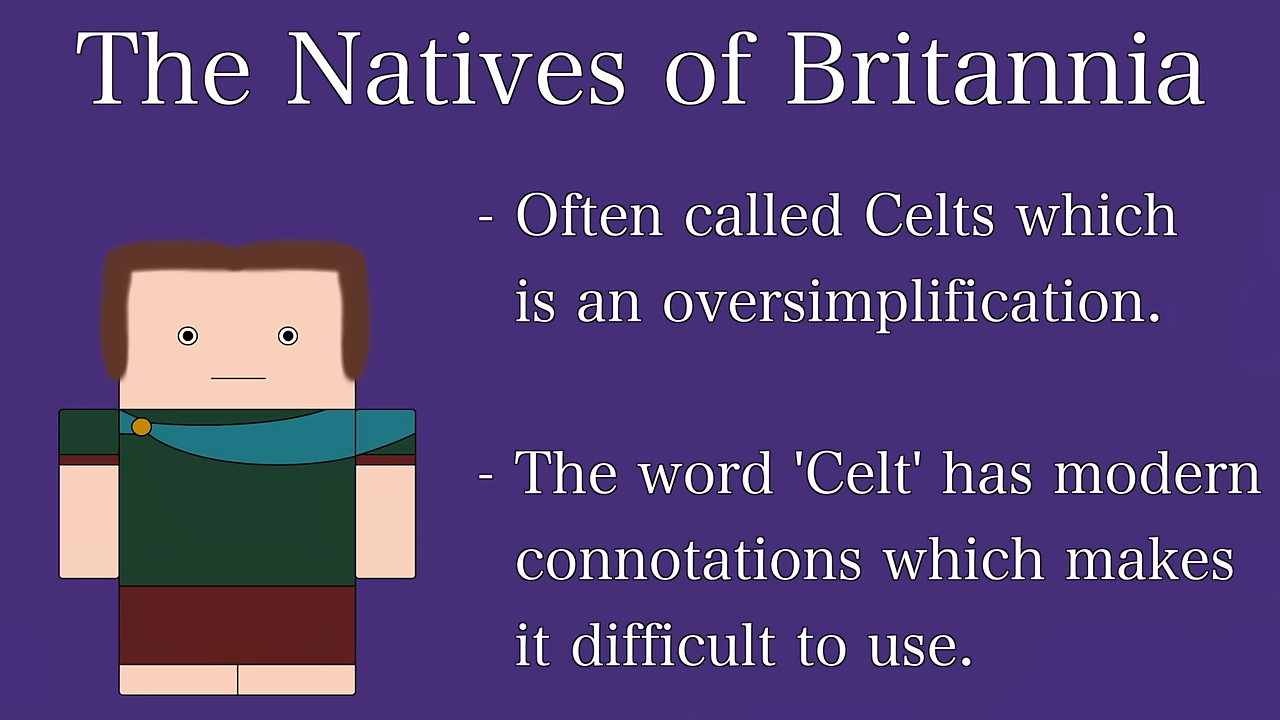 The Natives of Britannia
- Often called Celts which
is an oversimplification.
- The word 'Celt' has modern
connotations which makes
it difficult to use.